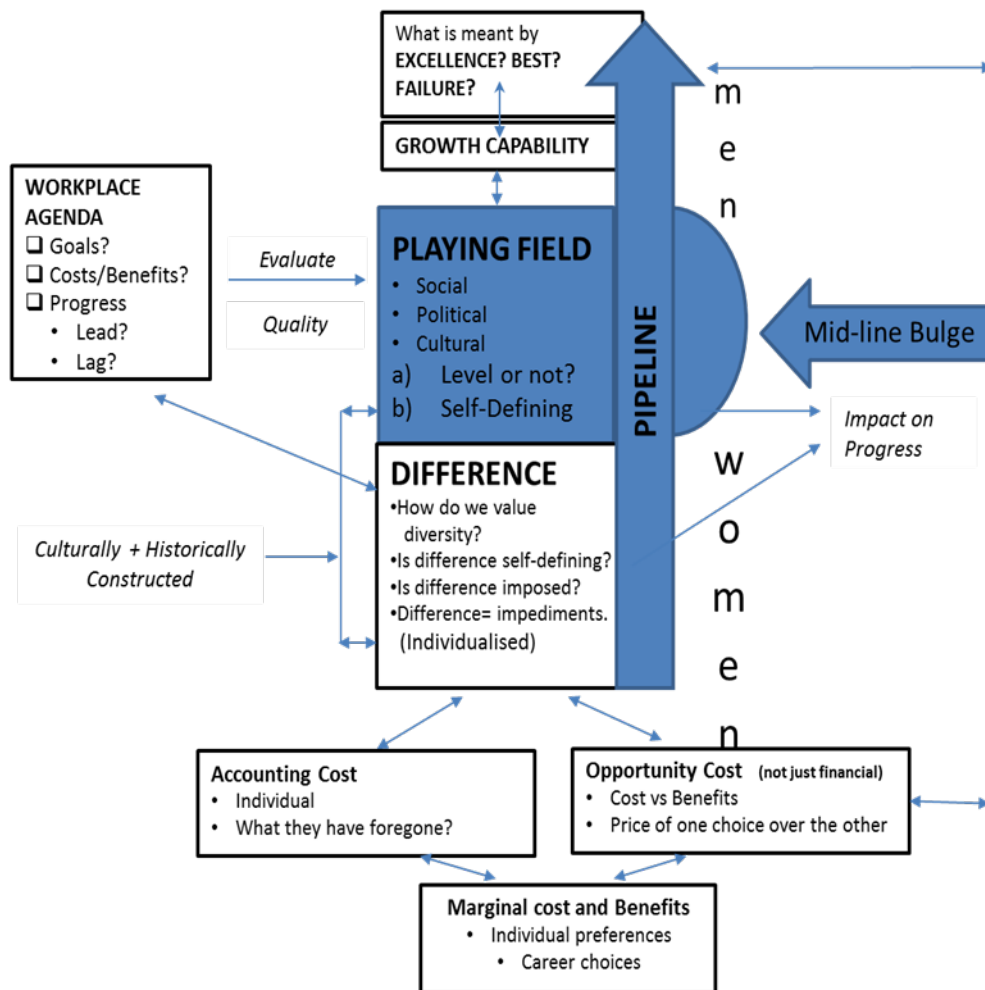 What is meant by
EXCELLENCE? BEST?
FAILURE?
GROWTH CAPABILITY
men
WORKPLACE
AGENDA
❑ Goals?
❑ Costs/Benefits?
❑ Progress
• Lead?
• Lag?
Evaluate
Quality
PLAYING FIELD
• Social
• Political
• Cultural
a) Level or not?
b) Self-Defining
PIPELINE
Mid-line Bulge
Impact on
Progress
women
DIFFERENCE
•How do we value
diversity?
•Is difference self-defining?
•Is difference imposed?
•Difference= impediments.
(Individualised)
Culturally + Historically
Constructed
Accounting Cost
• Individual
• What they have foregone?
Opportunity Cost (not just financial)
• Cost vs Benefits
• Price of one choice over the other
Marginal cost and Benefits
• Individual preferences
• Career choices